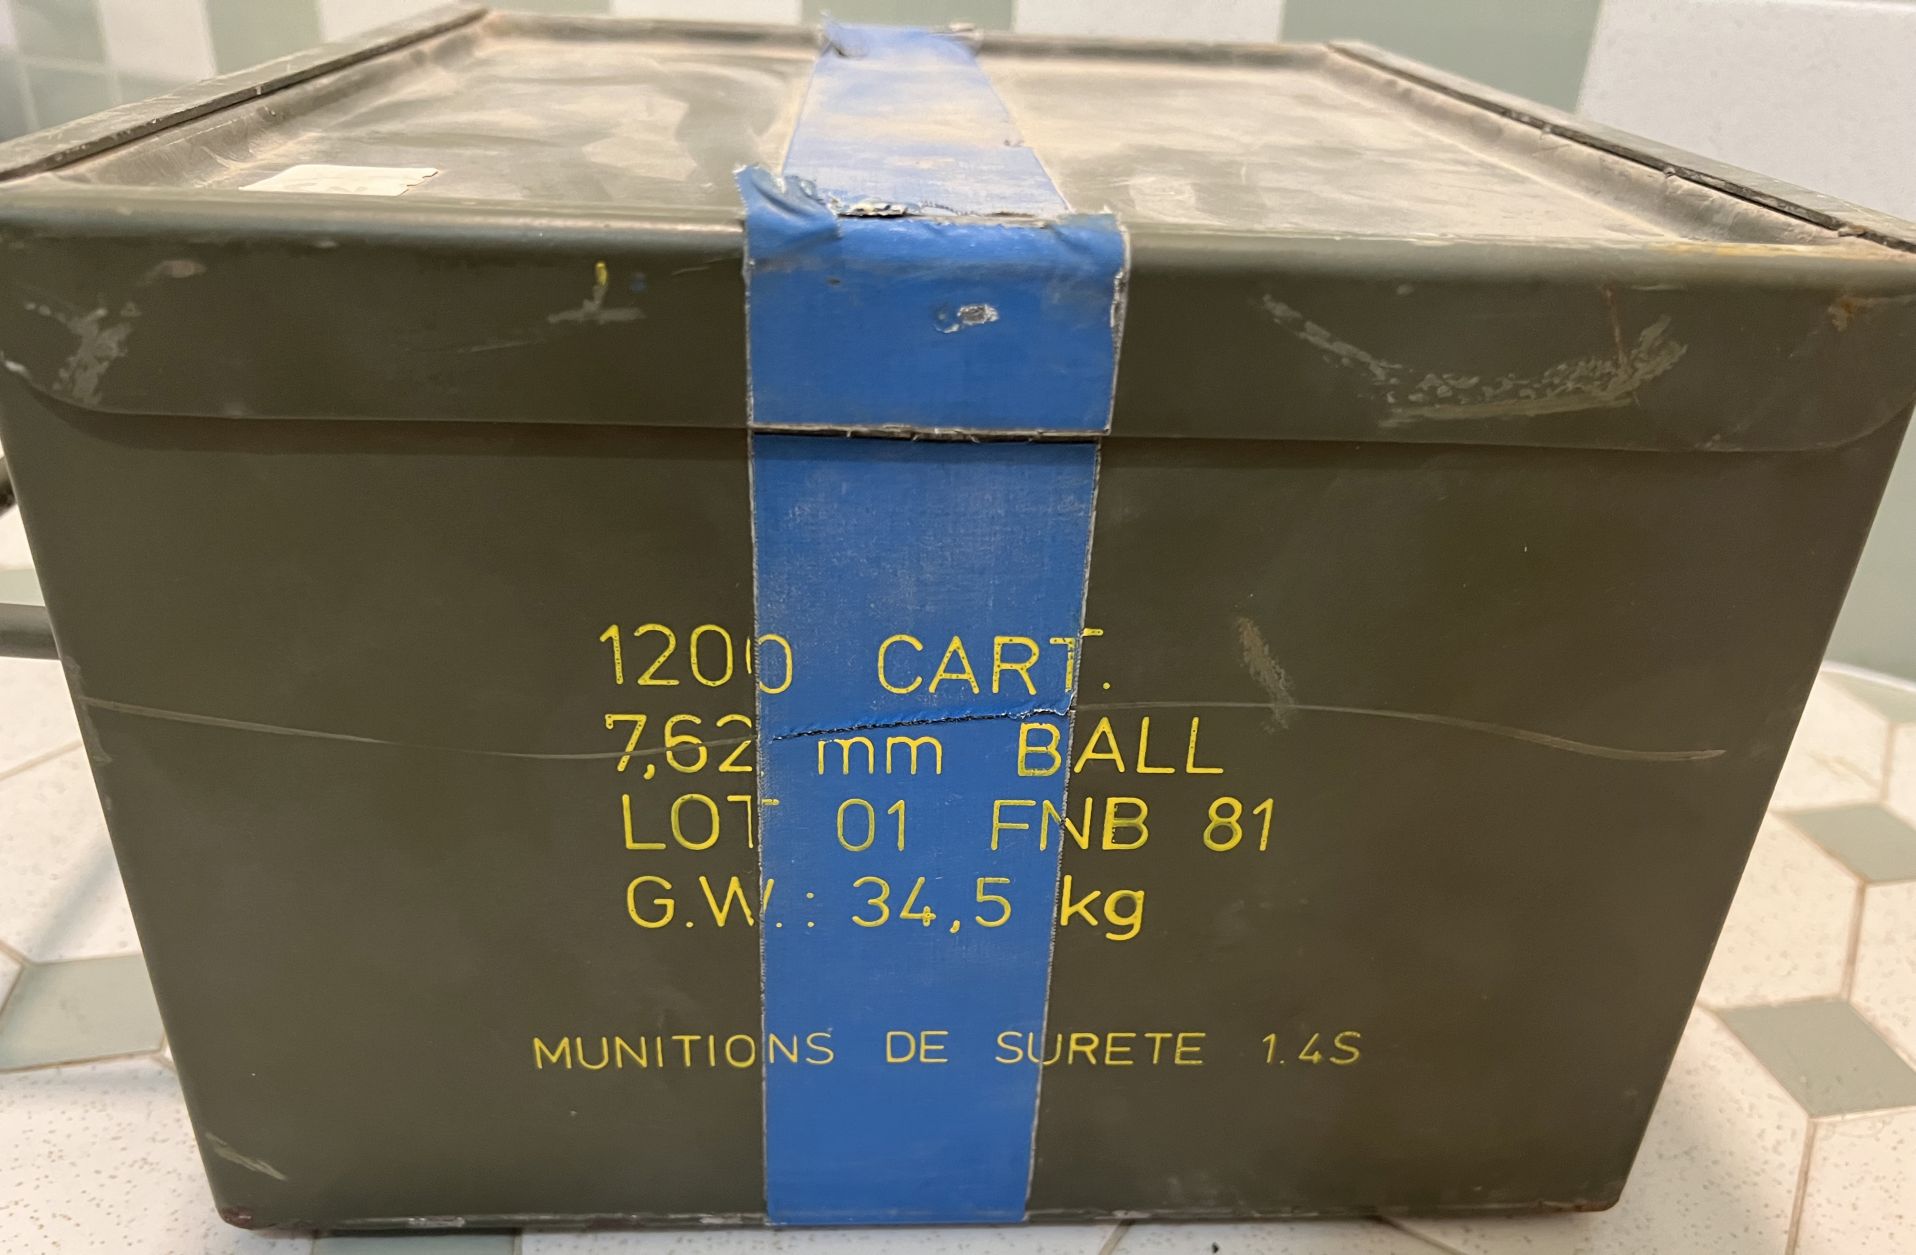 1200 CART.
7,62 mm BALL
LOT 01 FNB 81
G.W.: 34,5 kg
MUNITIONS DE SURETE 1.4S